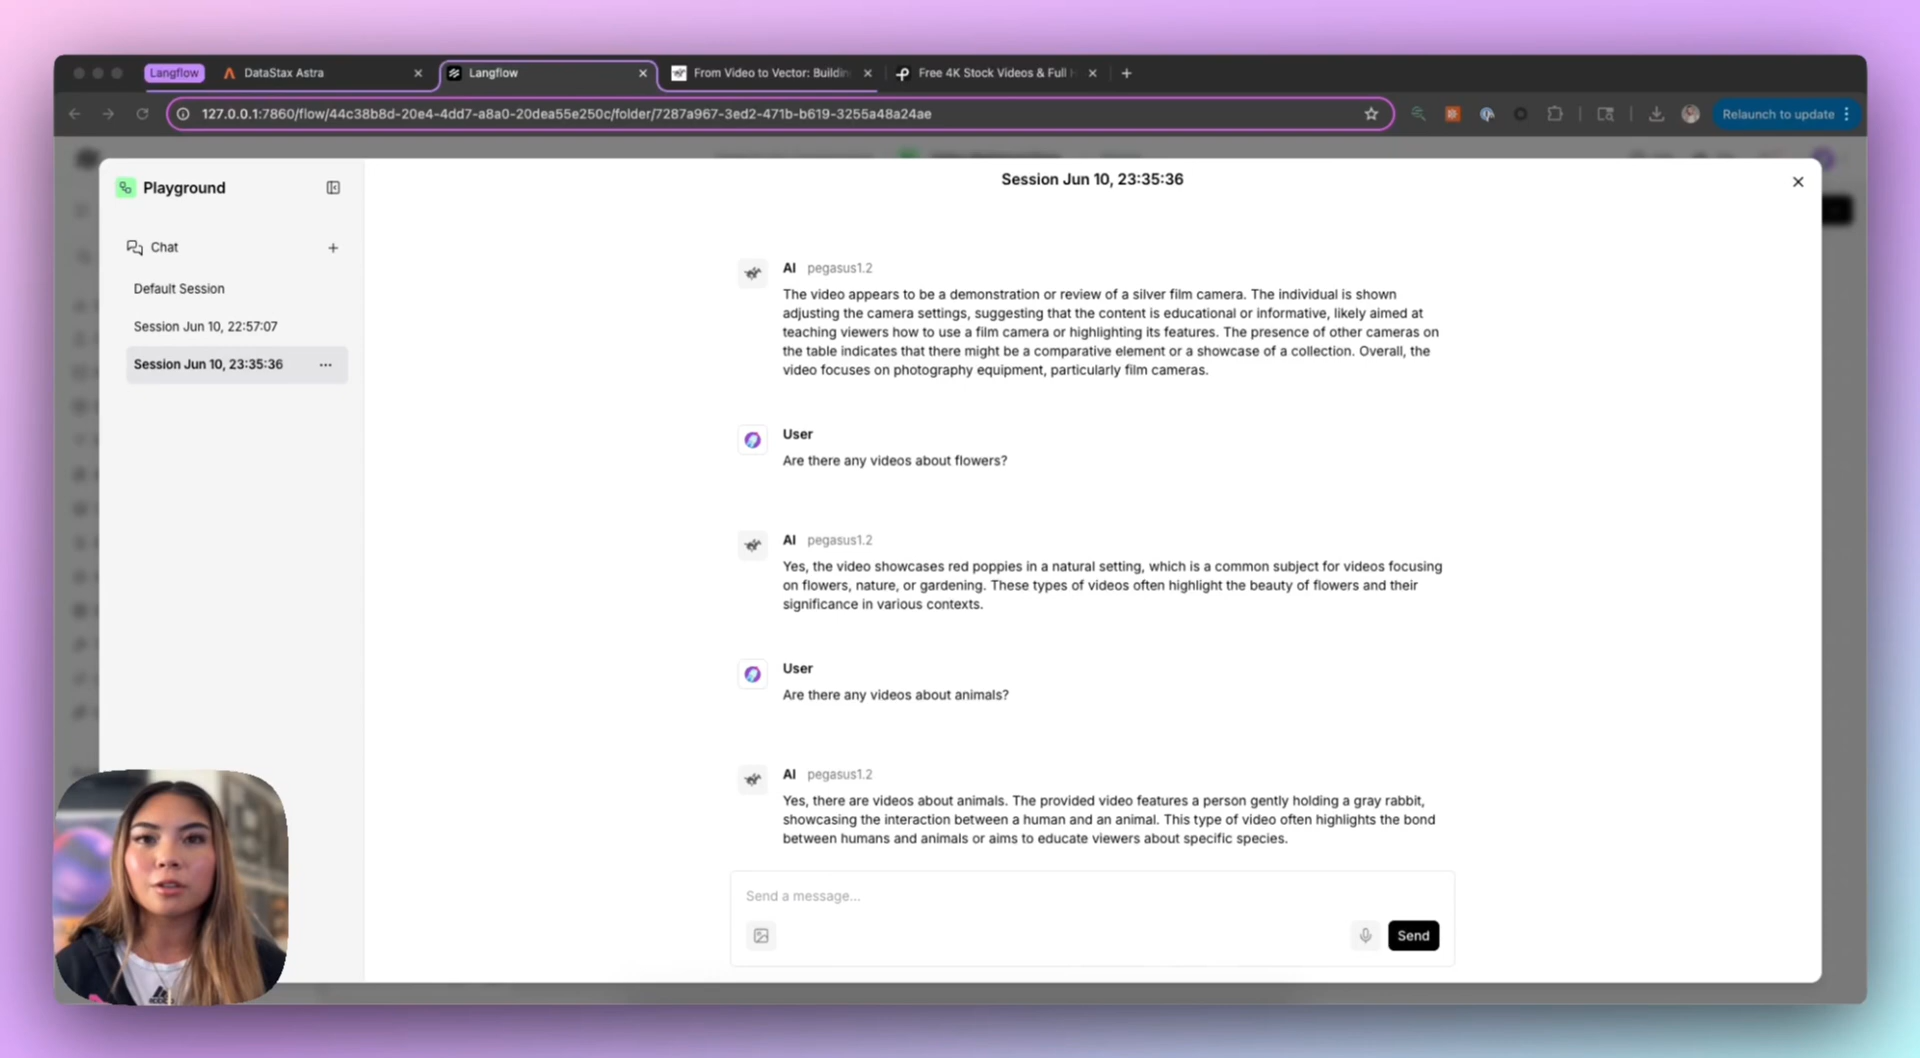 Langflow
DataStax Astra
Langflow
From Video to Vector: Buildin
Free 4K Stock Videos & Full H
127.0.0.1:7860/flow/44c38b8d-20e4-4dd7-a8a0-20dea55e250c/folder/7287a967-3ed2-471b-b619-3255a48a24ae
Relaunch to update
Playground
Session Jun 10, 23:35:36
Chat
Default Session
Session Jun 10, 22:57:07
Session Jun 10, 23:35:36
AI pegasus1.2
The video appears to be a demonstration or review of a silver film camera. The individual is shown
adjusting the camera settings, suggesting that the content is educational or informative, likely aimed at
teaching viewers how to use a film camera or highlighting its features. The presence of other cameras on
the table indicates that there might be a comparative element or a showcase of a collection. Overall, the
video focuses on photography equipment, particularly film cameras.
User
Are there any videos about flowers?
AI pegasus1.2
Yes, the video showcases red poppies in a natural setting, which is a common subject for videos focusing
on flowers, nature, or gardening. These types of videos often highlight the beauty of flowers and their
significance in various contexts.
User
Are there any videos about animals?
AI pegasus1.2
Yes, there are videos about animals. The provided video features a person gently holding a gray rabbit,
showcasing the interaction between a human and an animal. This type of video often highlights the bond
between humans and animals or aims to educate viewers about specific species.
Send a message...
Send